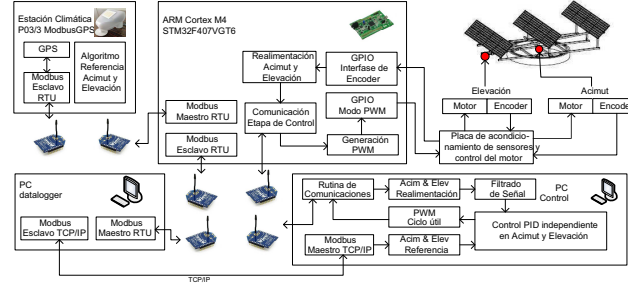 Estación Climática
P03/3 ModbusGPS
GPS
Modbus
Esclavo
RTU
Algoritmo
Referencia
Acimut y
Elevación
ARM Cortex M4
STM32F407VGT6
Realimentación
Acimut y
Elevación
GPIO
Interfase de
Encoder
Modbus
Maestro RTU
Comunicación
Etapa de Control
GPIO
Modo PWM
Modbus
Esclavo RTU
Generación
PWM
Elevación
Acimut
Motor
Encoder
Motor
Encode
Placa de acondicio-
namiento de sensores y
control del motor
PC
datalogger
Modbus
Esclavo TCP/IP
Modbus
Maestro RTU
Rutina de
Comunicaciones
Acim & Elev
Realimentación
Filtrado
de Señal
PC
Control
PWM
Ciclo útil
Control PID independiente
en Acimut y Elevación
Modbus
Maestro TCP/IP
Acim & Elev
Referencia
TCP/IP